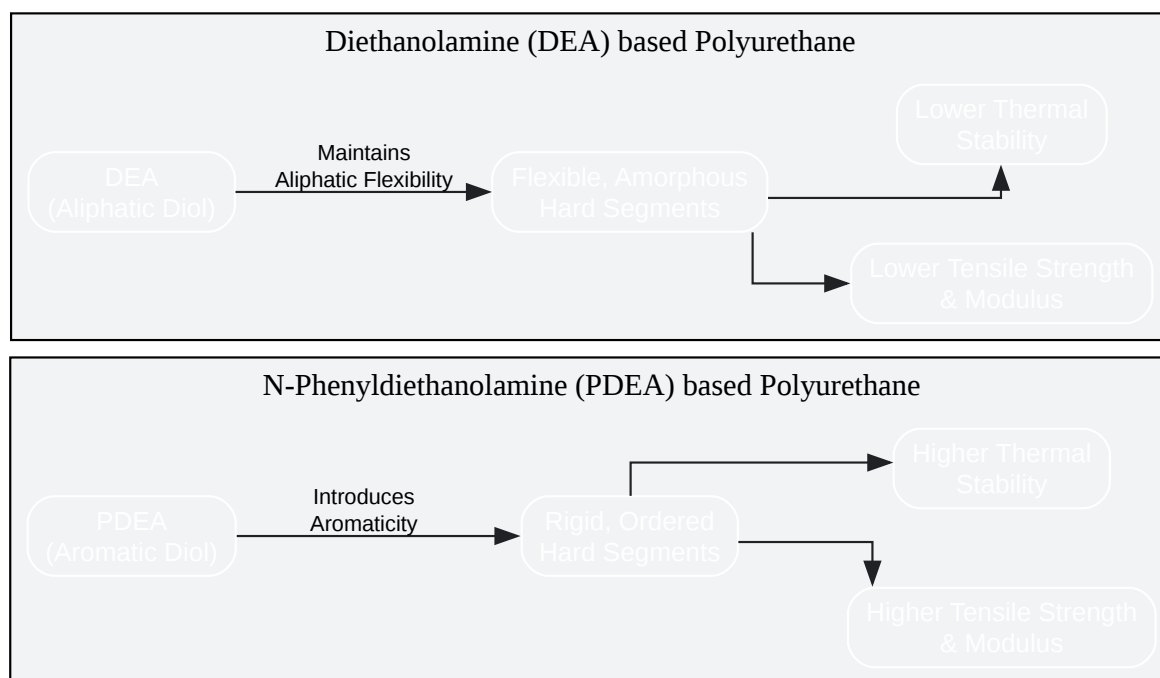 Diethanolamine (DEA) based Polyurethane
DEA
(Aliphatic Diol)
Maintains
Aliphatic Flexibility
Flexible, Amorphous
Hard Segments
Lower Thermal
Stability
Lower Tensile Strength
& Modulus
N-Phenyldiethanolamine (PDEA) based Polyurethane
PDEA
(Aromatic Diol)
Introduces
Aromaticity
Rigid, Ordered
Hard Segments
Higher Thermal
Stability
Higher Tensile Strength
& Modulus